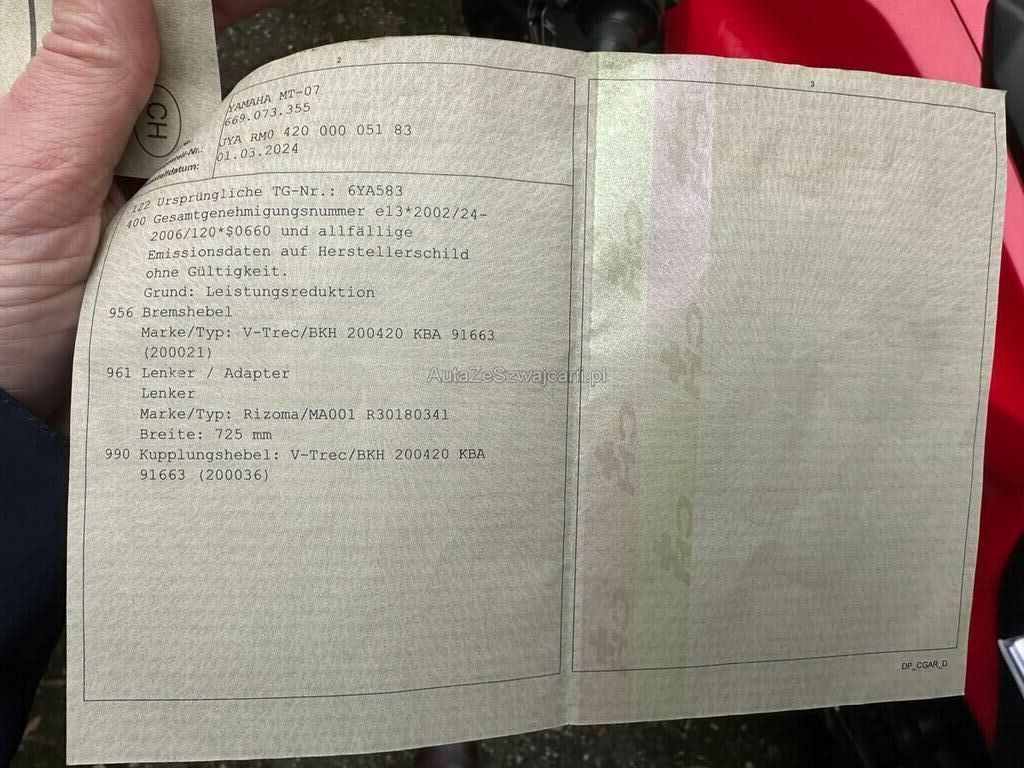 2
YAMAHA MT-07
669.073.355
JYA RM0 420 000 051 83
01.03.2024
122 Ursprüngliche TG-Nr.: 6YA583
400 Gesamtgenehmigungsnummer e13*2002/24-
2006/120*$0660 und allfällige
Emissionsdaten auf Herstellerschild
ohne Gültigkeit.
Grund: Leistungsreduktion
956 Bremshebel
Marke/Typ: V-Trec/BKH 200420 KBA 91663
(200021)
961 Lenker / Adapter
Lenker
Marke/Typ: Rizoma/MA001 R30180341
Breite: 725 mm
990 Kupplungshebel: V-Trec/BKH 200420 KBA
91663 (200036)
3
DP_CGAR_D
CH
AutaZeSzwajcarii.pl